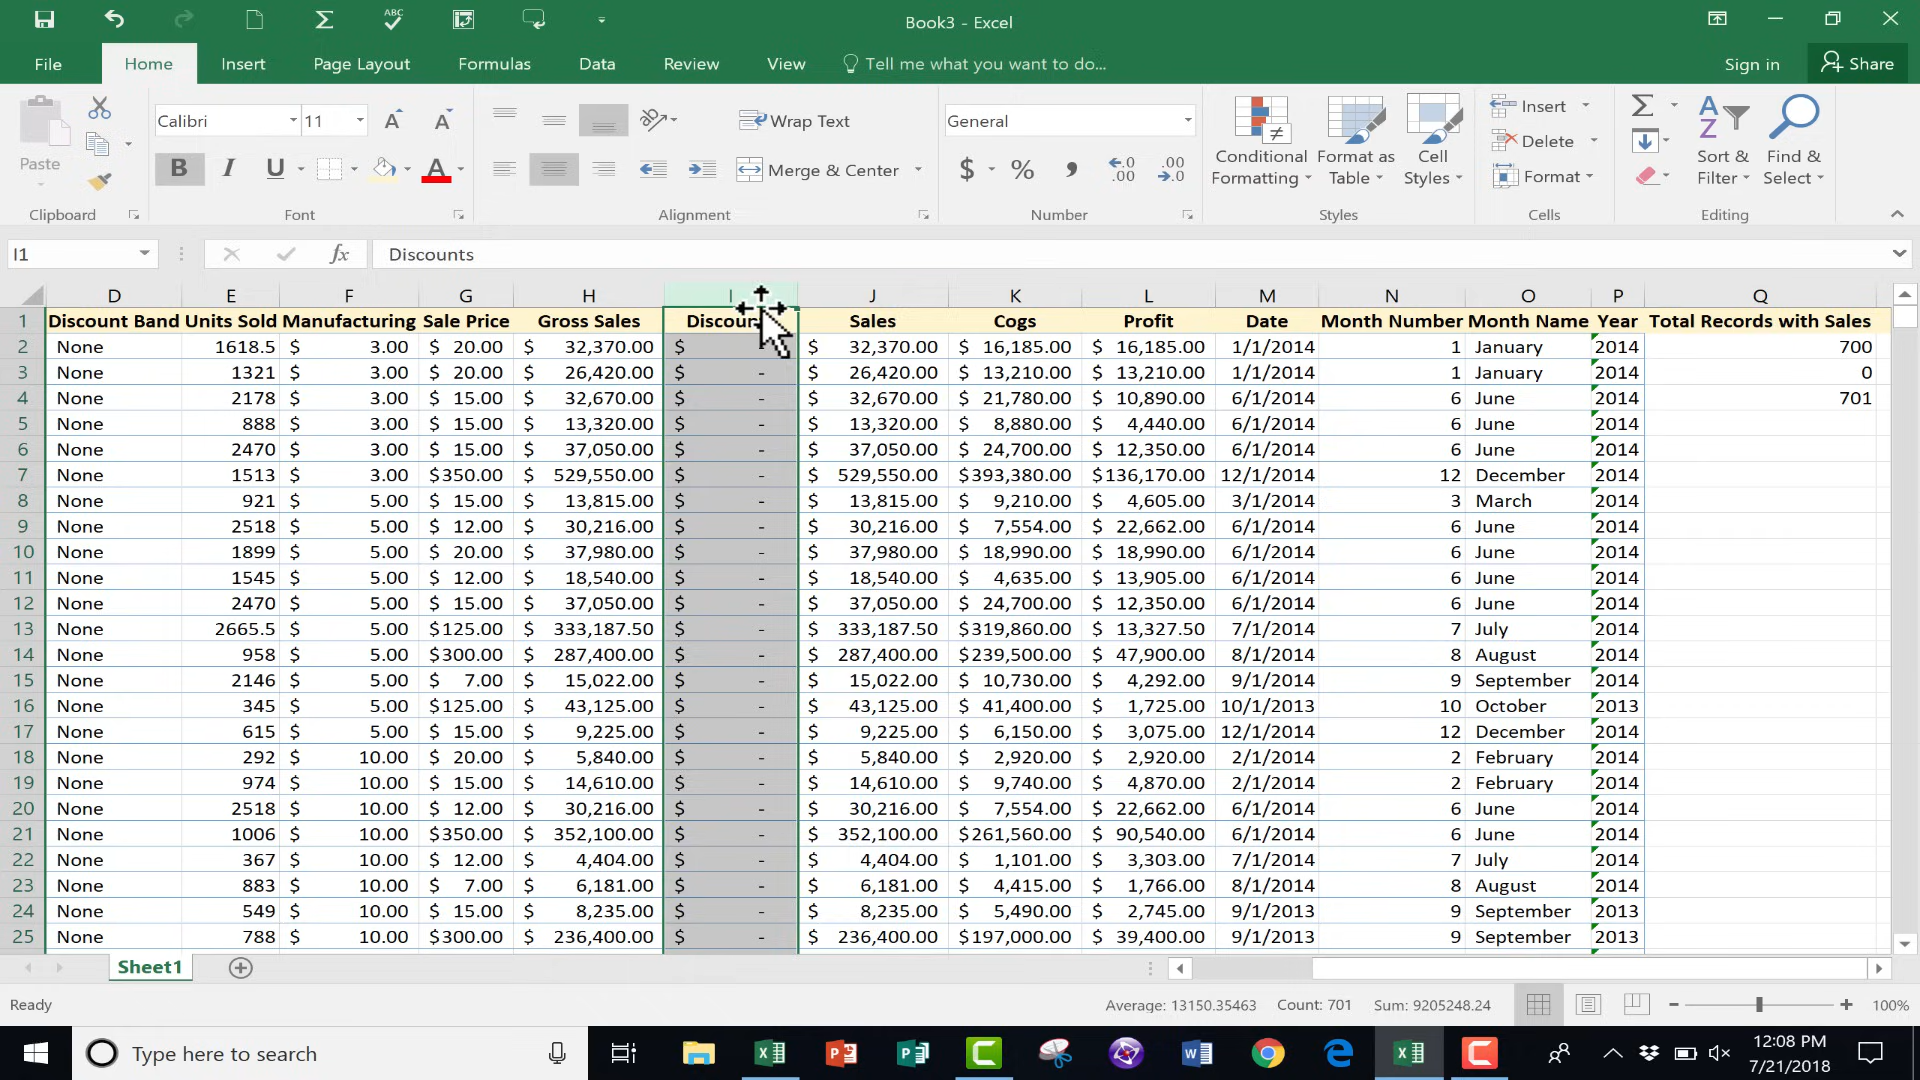 ABC
Book3 - Excel
File Home Insert Page Layout Formulas Data Review View Tell me what you want to do... Sign in Share
Paste Calibri 11 A A B I U A Wrap Text Merge & Center General $ % , Conditional Formatting Format as Table Cell Styles Insert Delete Format Sort & Filter Find & Select
Clipboard Font Alignment Number Styles Cells Editing
I1 fx Discounts
D E F G H I J K L M N O P Q
1 Discount Band Units Sold Manufacturing Sale Price Gross Sales Sales Cogs Profit Date Month Number Month Name Year Total Records with Sales
2 None 1618.5 $ 3.00 $ 20.00 $ 32,370.00 $ $ 32,370.00 $ 16,185.00 $ 16,185.00 1/1/2014 1 January 2014 700
3 None 1321 $ 3.00 $ 20.00 $ 26,420.00 $ - $ 26,420.00 $ 13,210.00 $ 13,210.00 1/1/2014 1 January 2014 0
4 None 2178 $ 3.00 $ 15.00 $ 32,670.00 $ - $ 32,670.00 $ 21,780.00 $ 10,890.00 6/1/2014 6 June 2014 701
5 None 888 $ 3.00 $ 15.00 $ 13,320.00 $ - $ 13,320.00 $ 8,880.00 $ 4,440.00 6/1/2014 6 June 2014
6 None 2470 $ 3.00 $ 15.00 $ 37,050.00 $ - $ 37,050.00 $ 24,700.00 $ 12,350.00 6/1/2014 6 June 2014
7 None 1513 $ 3.00 $350.00 $ 529,550.00 $ - $ 529,550.00 $393,380.00 $136,170.00 12/1/2014 12 December 2014
8 None 921 $ 5.00 $ 15.00 $ 13,815.00 $ - $ 13,815.00 $ 9,210.00 $ 4,605.00 3/1/2014 3 March 2014
9 None 2518 $ 5.00 $ 12.00 $ 30,216.00 $ - $ 30,216.00 $ 7,554.00 $ 22,662.00 6/1/2014 6 June 2014
10 None 1899 $ 5.00 $ 20.00 $ 37,980.00 $ - $ 37,980.00 $ 18,990.00 $ 18,990.00 6/1/2014 6 June 2014
11 None 1545 $ 5.00 $ 12.00 $ 18,540.00 $ - $ 18,540.00 $ 4,635.00 $ 13,905.00 6/1/2014 6 June 2014
12 None 2470 $ 5.00 $ 15.00 $ 37,050.00 $ - $ 37,050.00 $ 24,700.00 $ 12,350.00 6/1/2014 6 June 2014
13 None 2665.5 $ 5.00 $125.00 $ 333,187.50 $ - $ 333,187.50 $319,860.00 $ 13,327.50 7/1/2014 7 July 2014
14 None 958 $ 5.00 $300.00 $ 287,400.00 $ - $ 287,400.00 $239,500.00 $ 47,900.00 8/1/2014 8 August 2014
15 None 2146 $ 5.00 $ 7.00 $ 15,022.00 $ - $ 15,022.00 $ 10,730.00 $ 4,292.00 9/1/2014 9 September 2014
16 None 345 $ 5.00 $125.00 $ 43,125.00 $ - $ 43,125.00 $ 41,400.00 $ 1,725.00 10/1/2013 10 October 2013
17 None 615 $ 5.00 $ 15.00 $ 9,225.00 $ - $ 9,225.00 $ 6,150.00 $ 3,075.00 12/1/2014 12 December 2014
18 None 292 $ 10.00 $ 20.00 $ 5,840.00 $ - $ 5,840.00 $ 2,920.00 $ 2,920.00 2/1/2014 2 February 2014
19 None 974 $ 10.00 $ 15.00 $ 14,610.00 $ - $ 14,610.00 $ 9,740.00 $ 4,870.00 2/1/2014 2 February 2014
20 None 2518 $ 10.00 $ 12.00 $ 30,216.00 $ - $ 30,216.00 $ 7,554.00 $ 22,662.00 6/1/2014 6 June 2014
21 None 1006 $ 10.00 $350.00 $ 352,100.00 $ - $ 352,100.00 $261,560.00 $ 90,540.00 6/1/2014 6 June 2014
22 None 367 $ 10.00 $ 12.00 $ 4,404.00 $ - $ 4,404.00 $ 1,101.00 $ 3,303.00 7/1/2014 7 July 2014
23 None 883 $ 10.00 $ 7.00 $ 6,181.00 $ - $ 6,181.00 $ 4,415.00 $ 1,766.00 8/1/2014 8 August 2014
24 None 549 $ 10.00 $ 15.00 $ 8,235.00 $ - $ 8,235.00 $ 5,490.00 $ 2,745.00 9/1/2013 9 September 2013
25 None 788 $ 10.00 $300.00 $ 236,400.00 $ - $ 236,400.00 $197,000.00 $ 39,400.00 9/1/2013 9 September 2013
Sheet1
Ready Average: 13150.35463 Count: 701 Sum: 9205248.24 100%
Type here to search 12:08 PM
7/21/2018